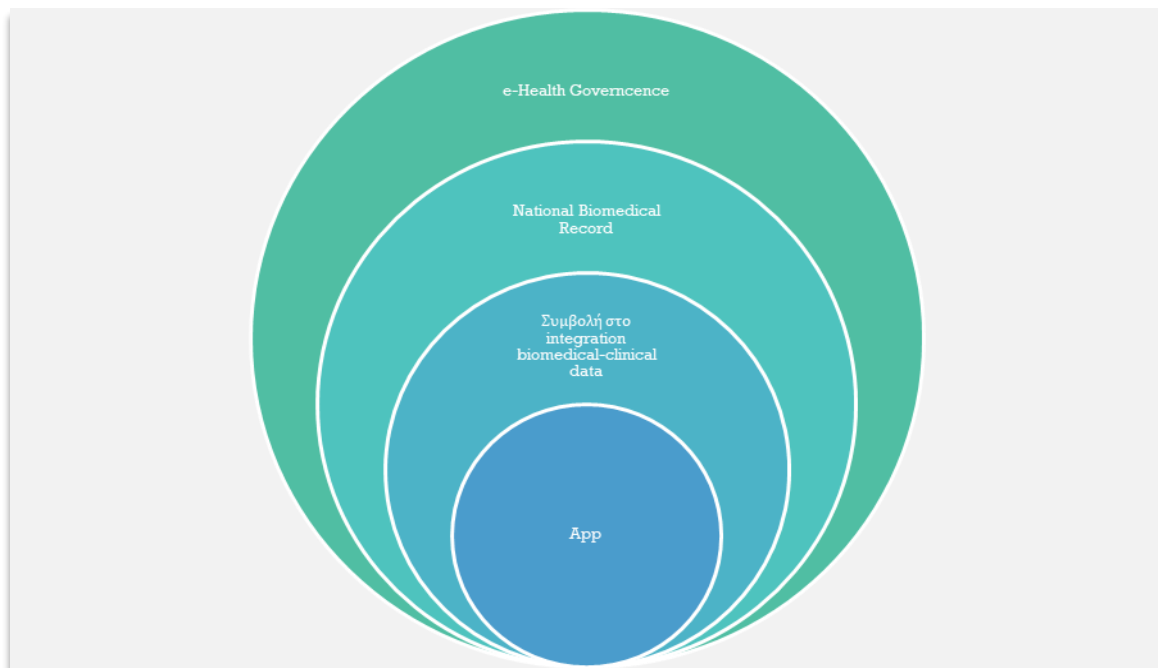 e-Health Governcence
National Biomedical
Record
Συμβολή στο
integration
biomedical-clinical
data
App